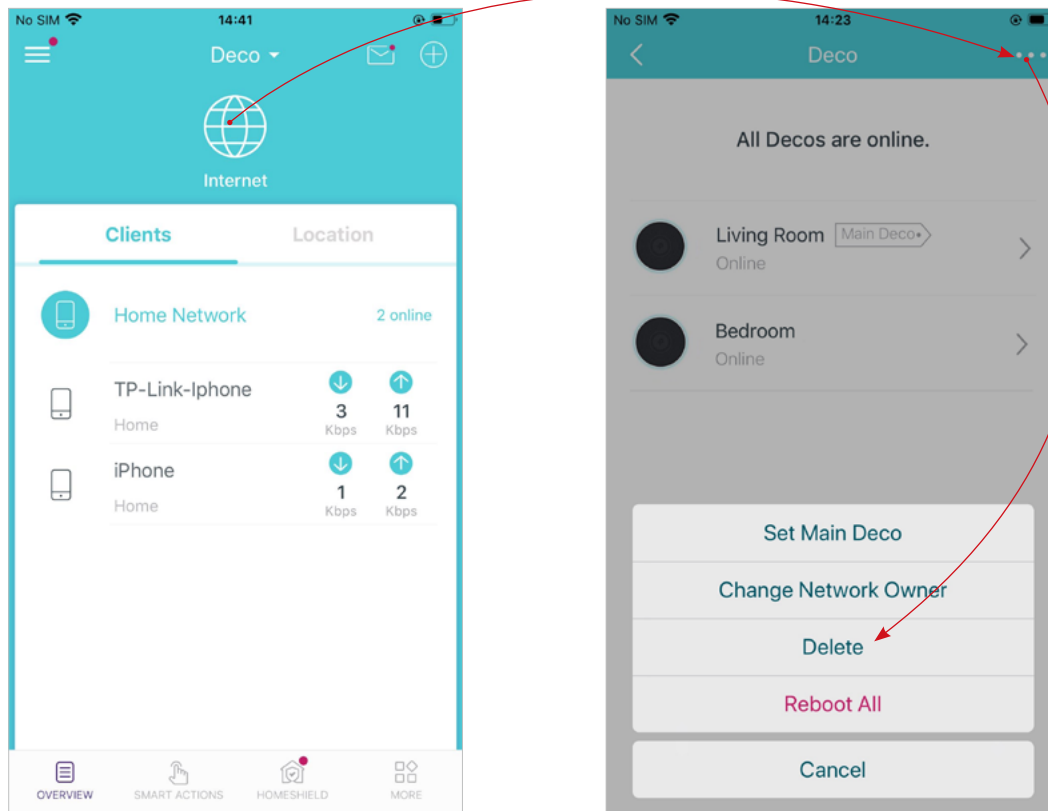 No SIM
14:41
Deco
Internet
Clients
Location
Home Network
2 online
TP-Link-Iphone
Home
3
Kbps
11
Kbps
iPhone
Home
1
Kbps
2
Kbps
OVERVIEW
SMART ACTIONS
HOMESHIELD
MORE
No SIM
14:23
Deco
All Decos are online.
Living Room
Main Deco
Online
Bedroom
Online
Set Main Deco
Change Network Owner
Delete
Reboot All
Cancel